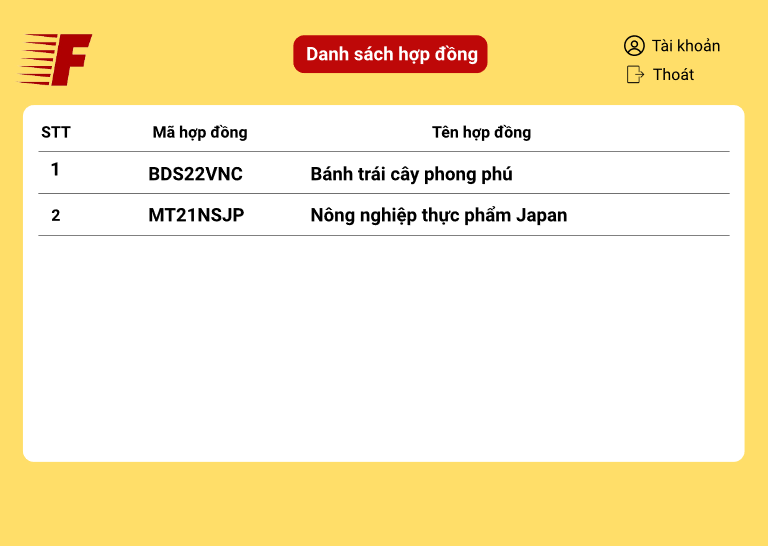 F
Danh sách hợp đồng
Tài khoản
Thoát
STT Mã hợp đồng Tên hợp đồng
1 BDS22VNC Bánh trái cây phong phú
2 MT21NSJP Nông nghiệp thực phẩm Japan